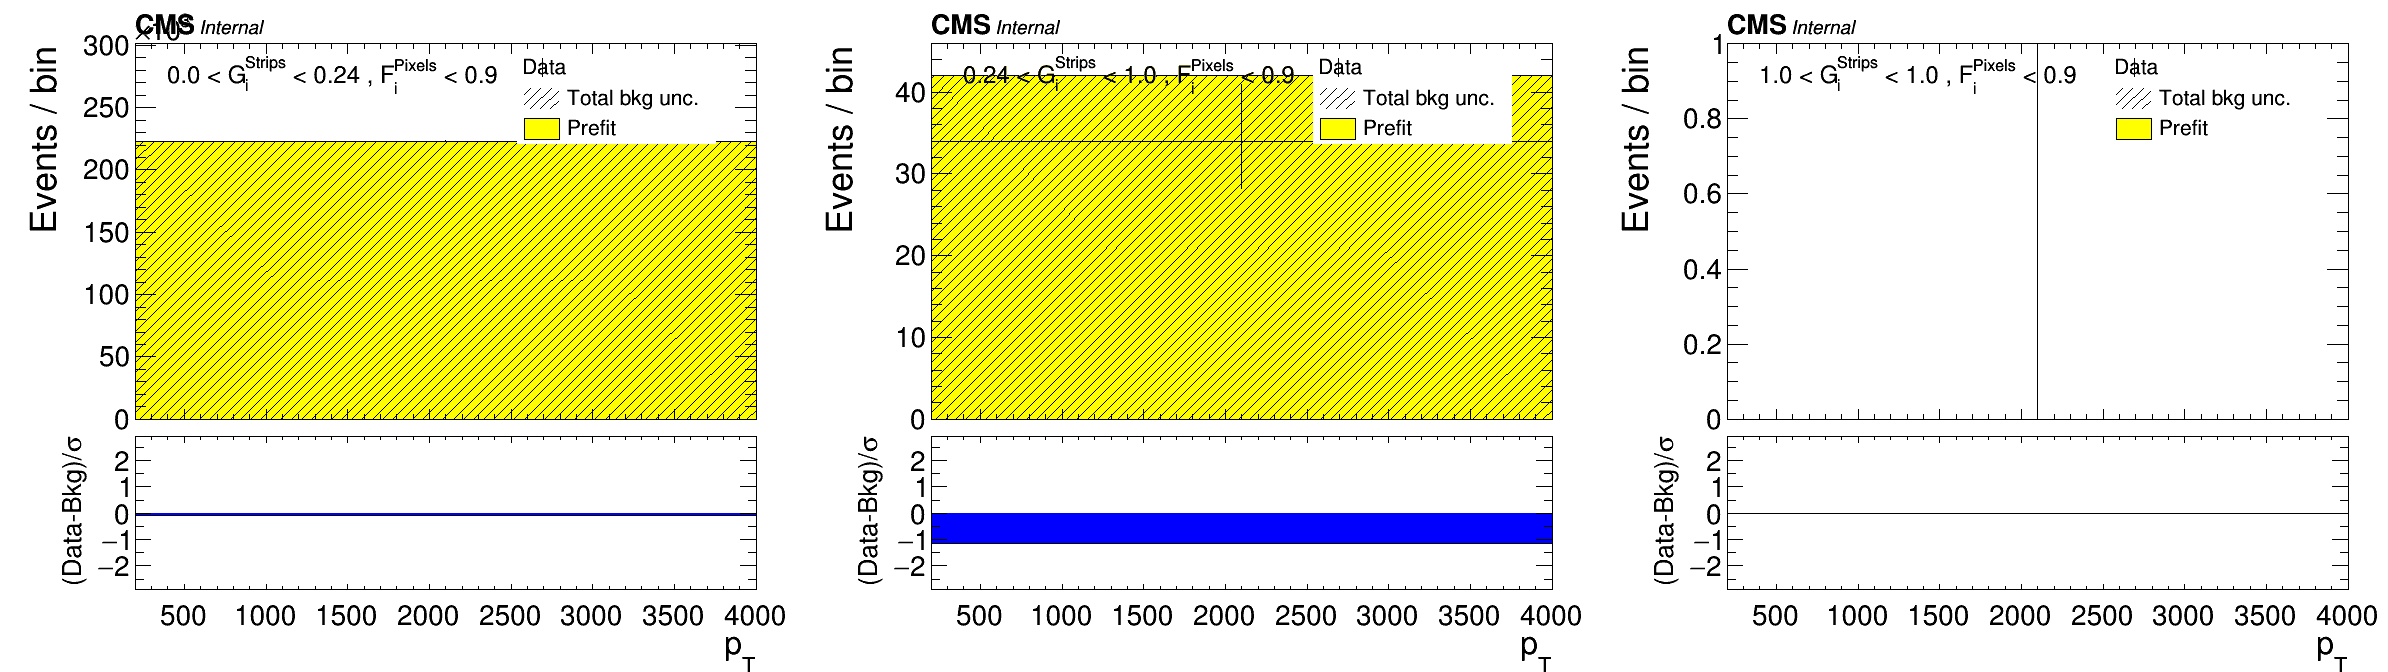 CMS Internal
×10³
Events / bin
300
250
200
150
100
50
0
0.0 < G_i^Strips < 0.24 , F_i^Pixels < 0.9
Data
Total bkg unc.
Prefit
(Data-Bkg)/σ
2
1
0
−1
−2
500 1000 1500 2000 2500 3000 3500 4000
p_T
CMS Internal
Events / bin
40
30
20
10
0
0.24 < G_i^Strips < 1.0 , F_i^Pixels < 0.9
Data
Total bkg unc.
Prefit
(Data-Bkg)/σ
2
1
0
−1
−2
500 1000 1500 2000 2500 3000 3500 4000
p_T
CMS Internal
Events / bin
1
0.8
0.6
0.4
0.2
0
1.0 < G_i^Strips < 1.0 , F_i^Pixels < 0.9
Data
Total bkg unc.
Prefit
(Data-Bkg)/σ
2
1
0
−1
−2
500 1000 1500 2000 2500 3000 3500 4000
p_T